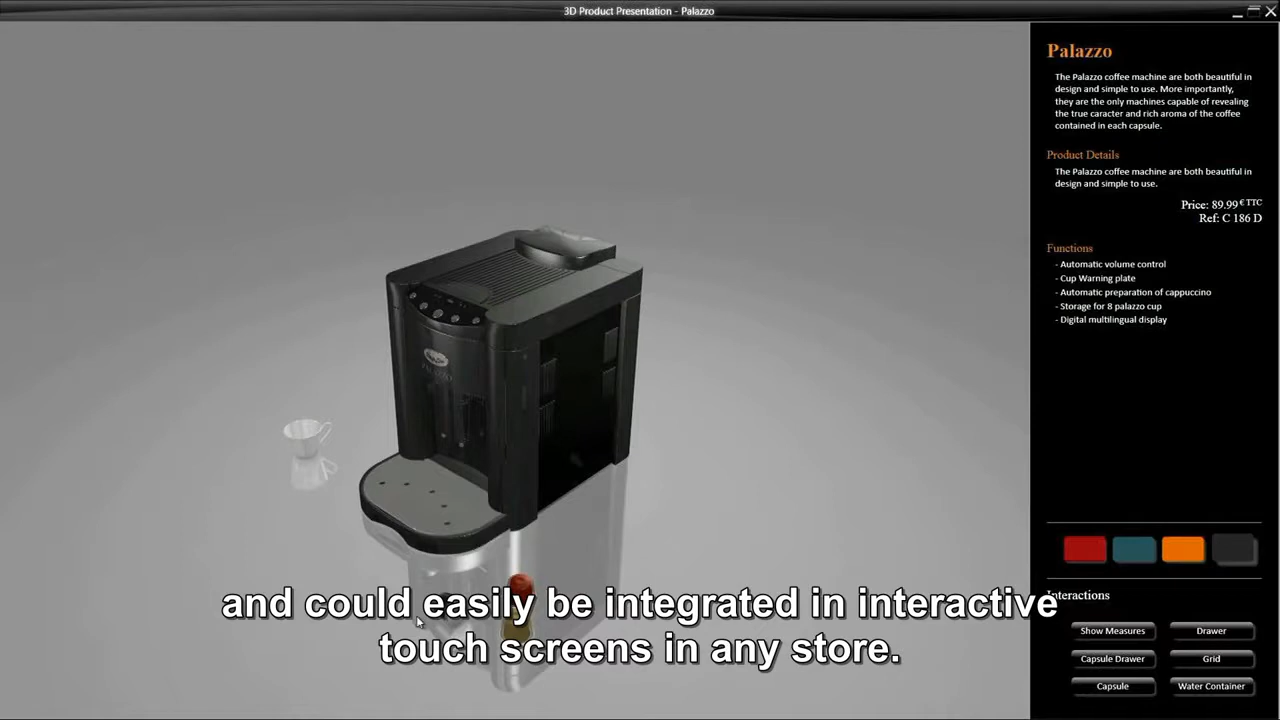 3D Product Presentation - Palazzo
Palazzo
The Palazzo coffee machine are both beautiful in
design and simple to use. More importantly,
they are the only machines capable of revealing
the true caracter and rich aroma of the coffee
contained in each capsule.
Product Details
The Palazzo coffee machine are both beautiful in
design and simple to use.
Price: 89.99 € TTC
Ref: C 186 D
Functions
- Automatic volume control
- Cup Warning plate
- Automatic preparation of cappuccino
- Storage for 8 palazzo cup
- Digital multilingual display
PALAZZO
and could easily be integrated in interactive
touch screens in any store.
Interactions
Show Measures
Drawer
Capsule Drawer
Grid
Capsule
Water Container